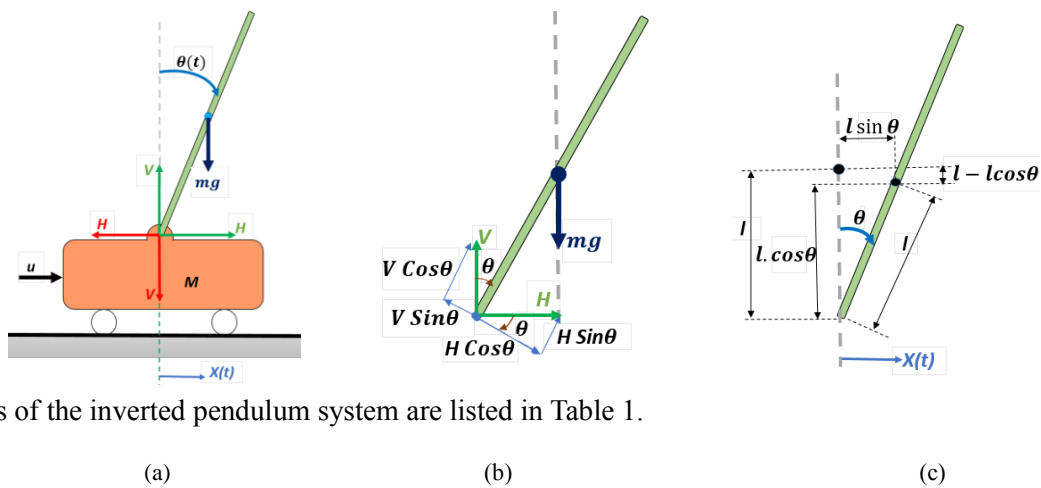 θ(t)
V
mg
H
H
u
V
M
X(t)
V
mg
V Cosθ
θ
H
V Sinθ
θ
H Cosθ
H Sinθ
l sin θ
l − lcosθ
θ
l
l.cosθ
l
X(t)
s of the inverted pendulum system are listed in Table 1.
(a)
(b)
(c)